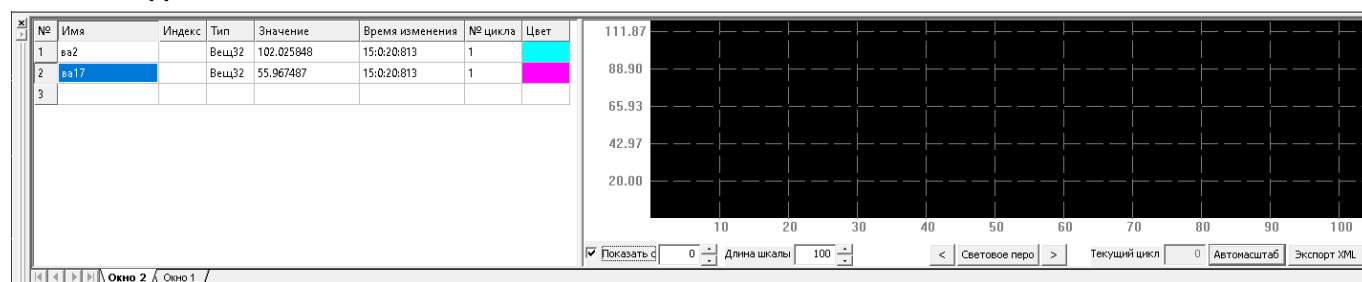 № Имя Индекс Тип Значение Время изменения № цикла Цвет
1 ва2 Вещ32 102.025848 15:0:20:813 1
2 ва17 Вещ32 55.967487 15:0:20:813 1
3
111.87
88.90
65.93
42.97
20.00
10 20 30 40 50 60 70 80 90 100
Показать с 0 Длина шкалы 100 < Световое перо > Текущий цикл 0 Автомасштаб Экспорт XML
Окно 2 Окно 1